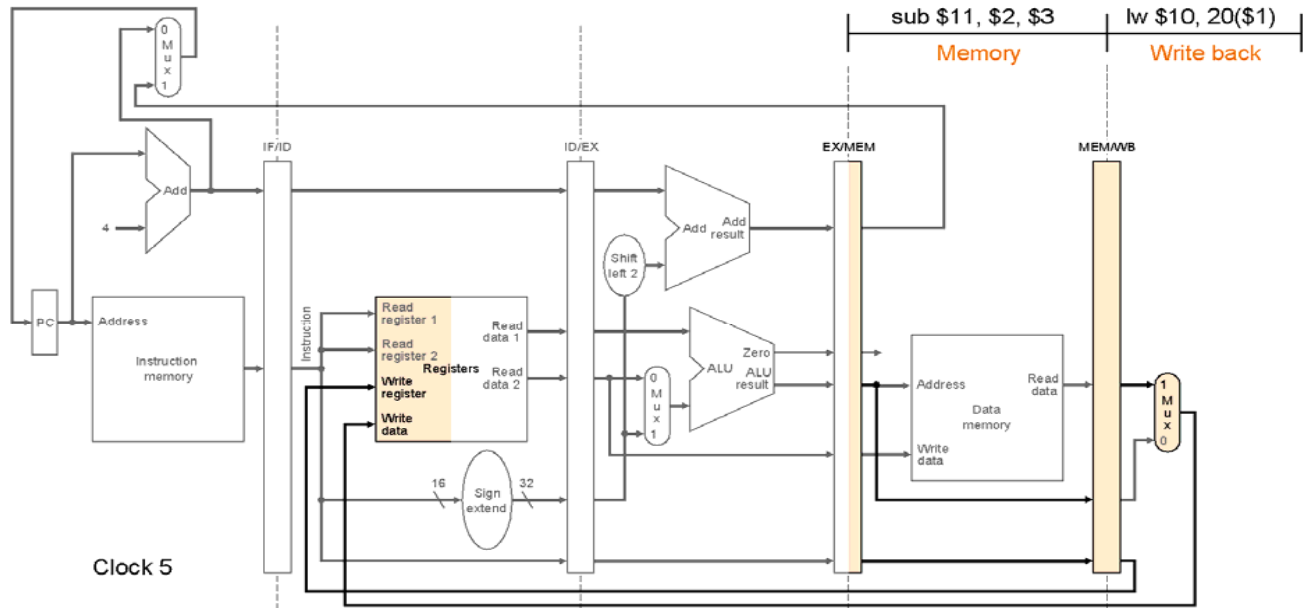 sub $11, $2, $3
lw $10, 20($1)
Memory
Write back
0
M
u
x
1
IF/ID
ID/EX
EX/MEM
MEM/WB
Add
4
Add
Add
result
Shift
left 2
PC
Address
Instruction
memory
Instruction
Read
register 1
Read
register 2
Write
register
Write
data
Registers
Read
data 1
Read
data 2
0
M
u
x
1
Zero
ALU
ALU
result
Address
Read
data
Data
memory
Write
data
1
M
u
x
0
16
Sign
extend
32
Clock 5